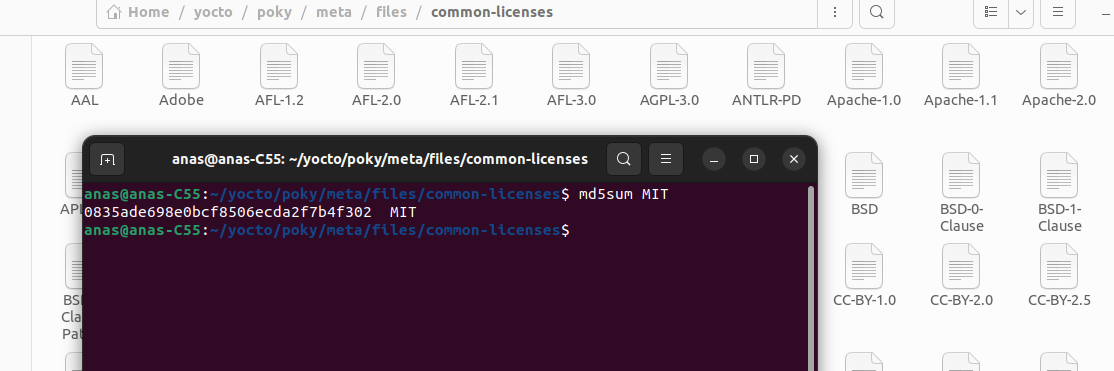 Home / yocto / poky / meta / files / common-licenses
AAL Adobe AFL-1.2 AFL-2.0 AFL-2.1 AFL-3.0 AGPL-3.0 ANTLR-PD Apache-1.0 Apache-1.1 Apache-2.0
anas@anas-C55: ~/yocto/poky/meta/files/common-licenses
anas@anas-C55:~/yocto/poky/meta/files/common-licenses$ md5sum MIT
0835ade698e0bcf8506ecda2f7b4f302  MIT
anas@anas-C55:~/yocto/poky/meta/files/common-licenses$
BSD BSD-0-
Clause BSD-1-
Clause
CC-BY-1.0 CC-BY-2.0 CC-BY-2.5